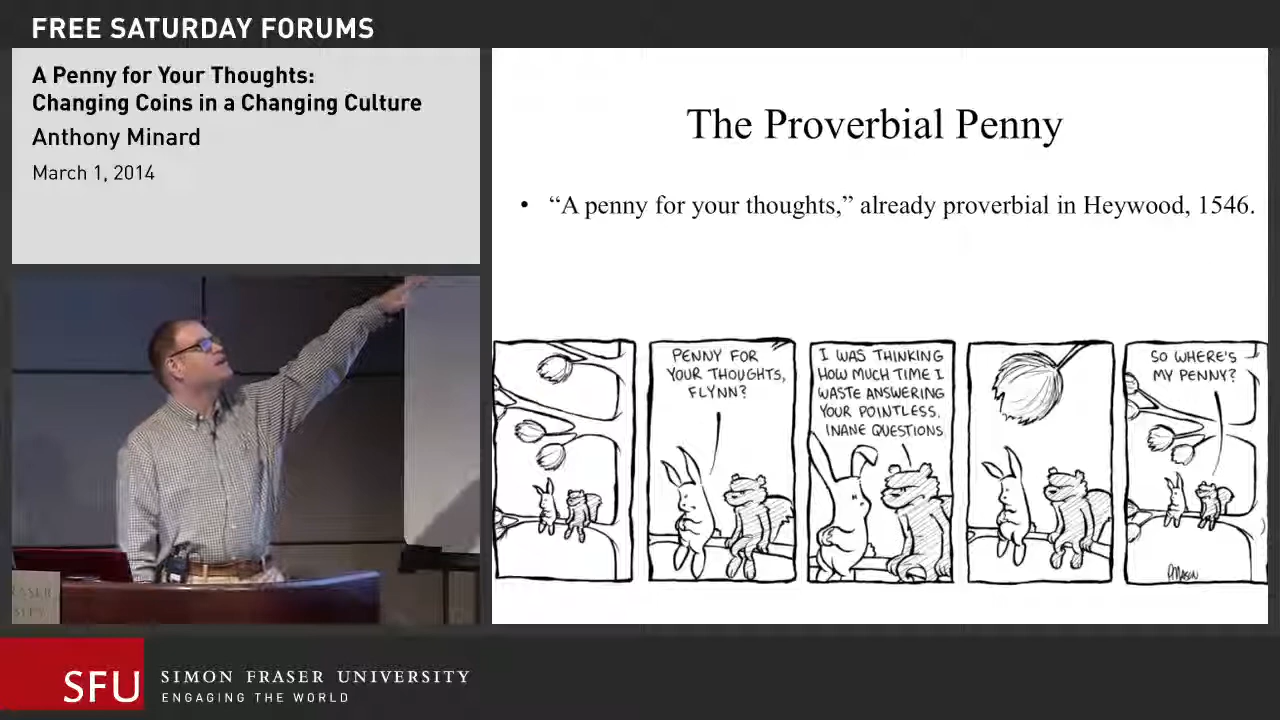 FREE SATURDAY FORUMS
A Penny for Your Thoughts:
Changing Coins in a Changing Culture
Anthony Minard
March 1, 2014
The Proverbial Penny
• “A penny for your thoughts,” already proverbial in Heywood, 1546.
PENNY FOR
YOUR THOUGHTS,
FLYNN?
I WAS THINKING
HOW MUCH TIME I
WASTE ANSWERING
YOUR POINTLESS,
INANE QUESTIONS
SO WHERE'S
MY PENNY?
SFU
SIMON FRASER UNIVERSITY
ENGAGING THE WORLD